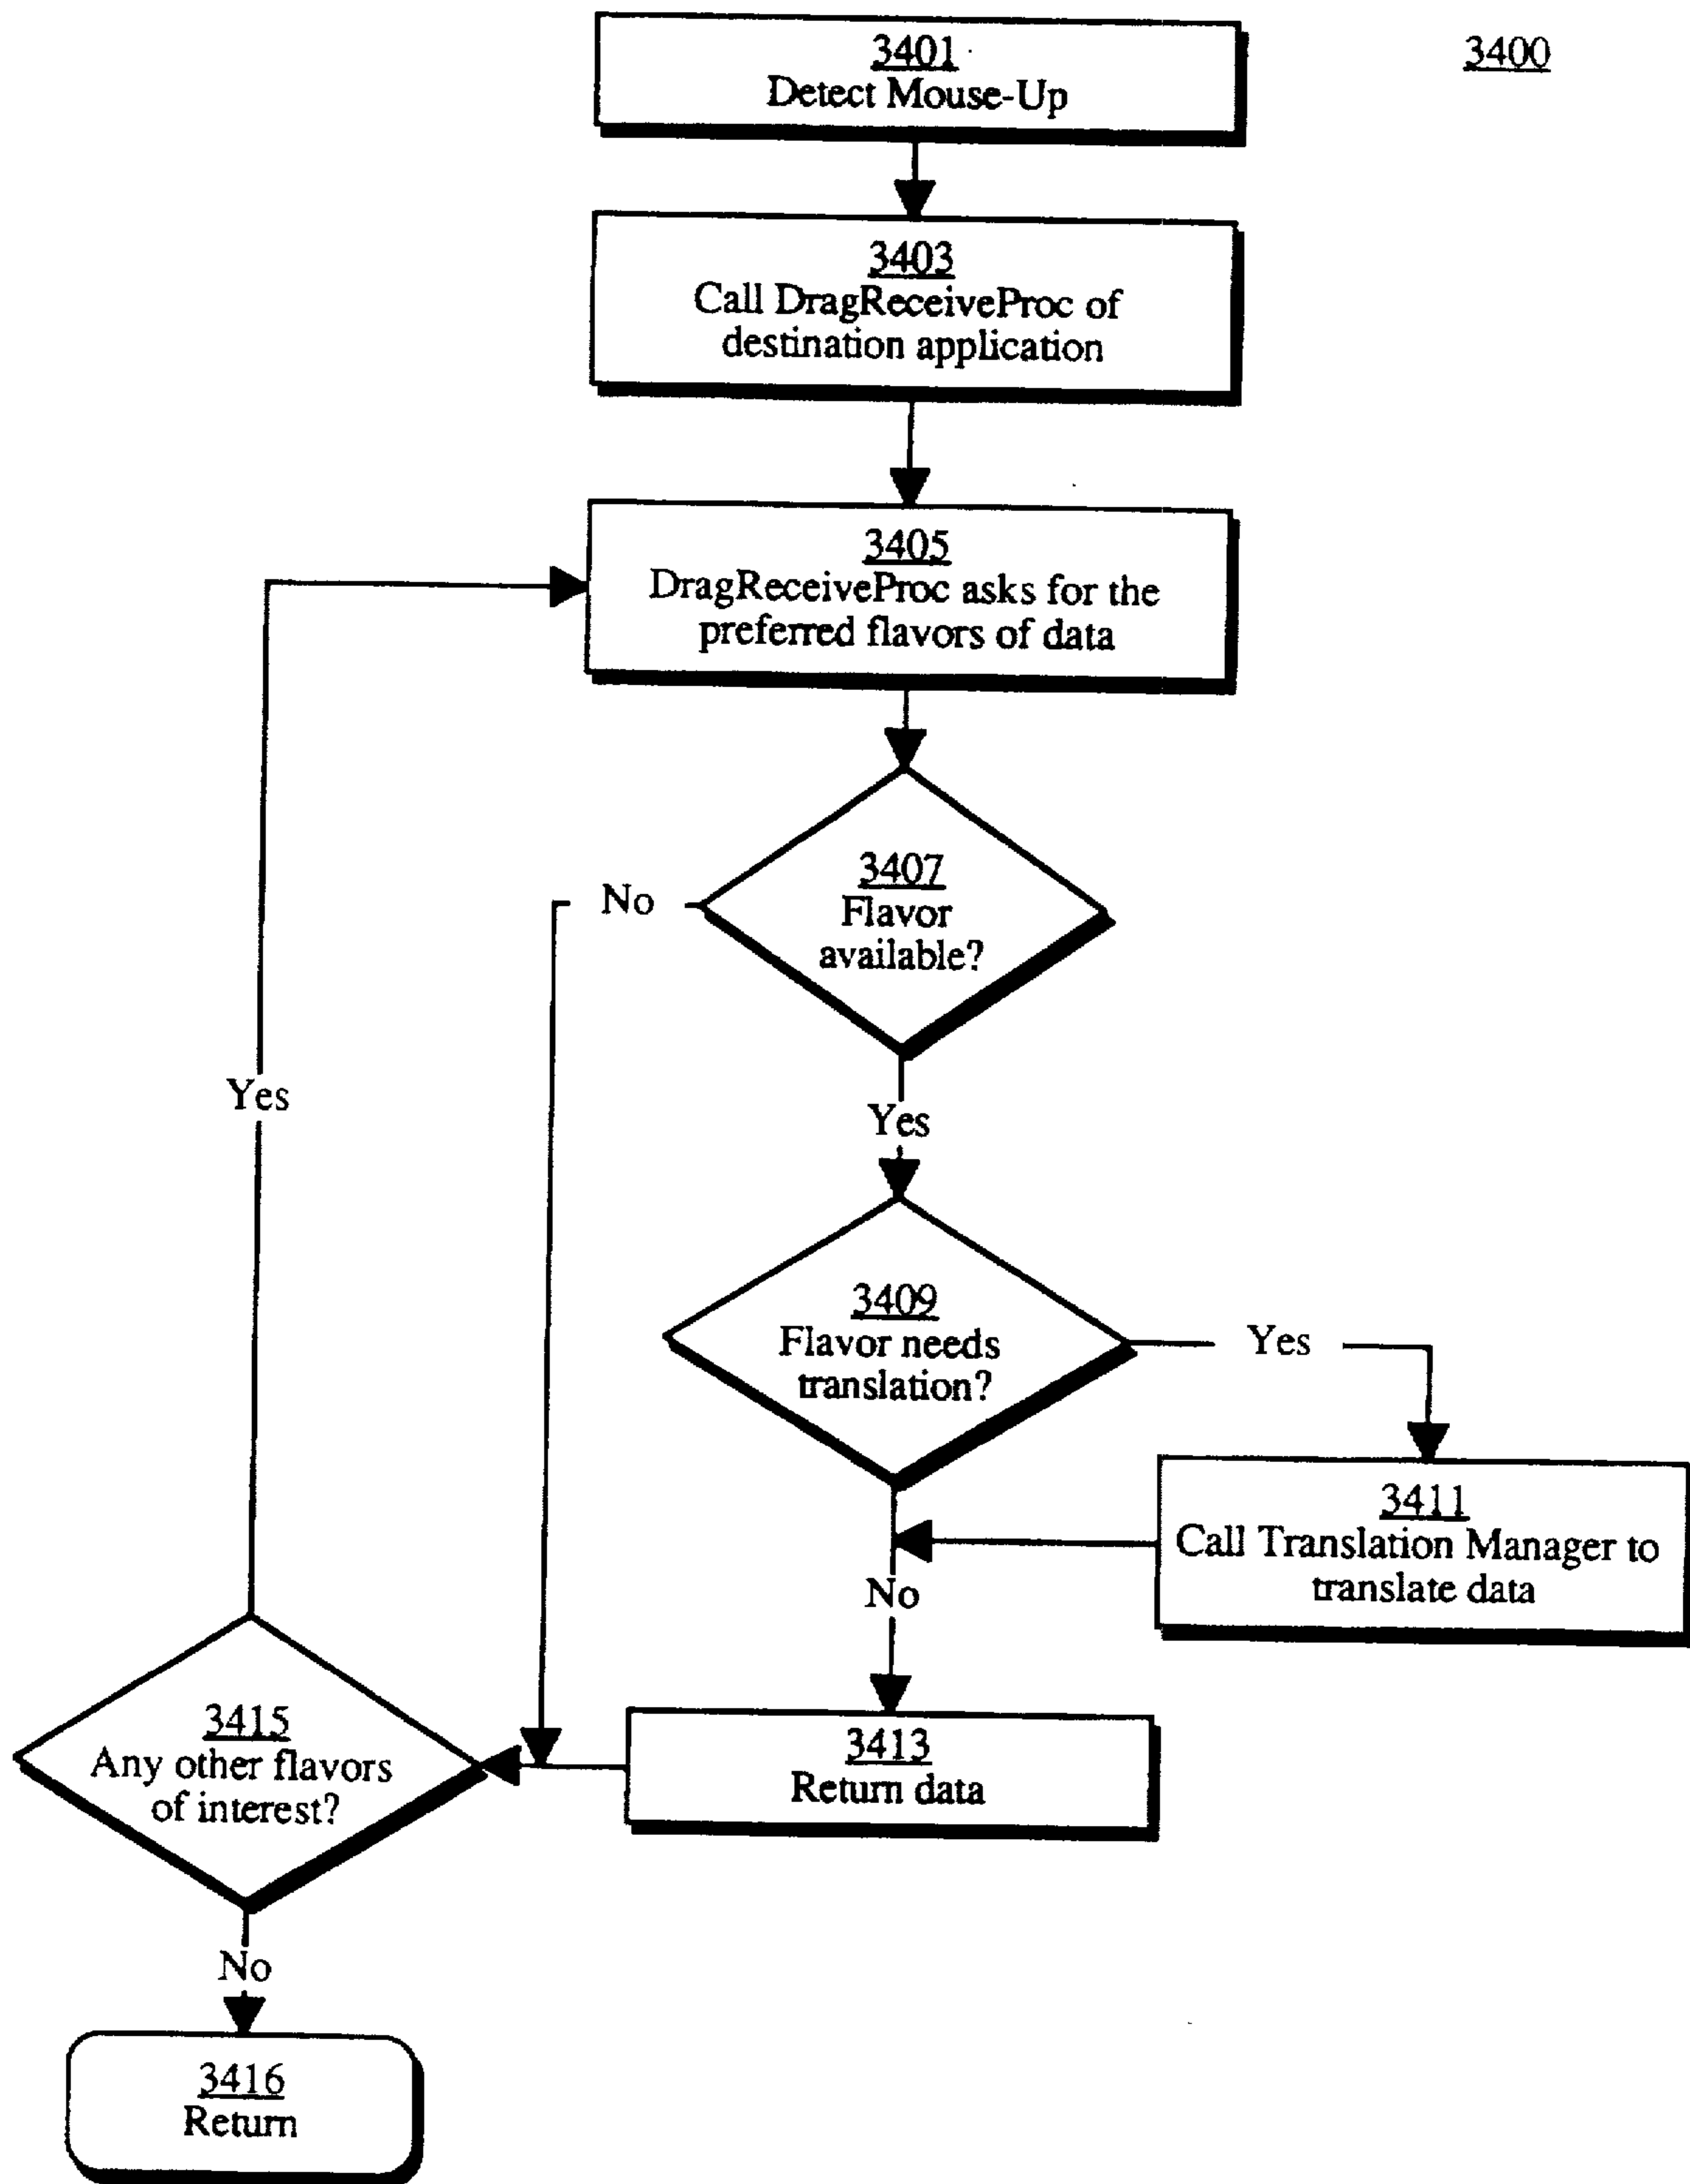 3400
3401
Detect Mouse-Up
3403
Call DragReceiveProc of
destination application
3405
DragReceiveProc asks for the
preferred flavors of data
3407
Flavor
available?
No
Yes
Yes
3409
Flavor needs
translation?
Yes
3411
Call Translation Manager to
translate data
No
3413
Return data
3415
Any other flavors
of interest?
No
3416
Return